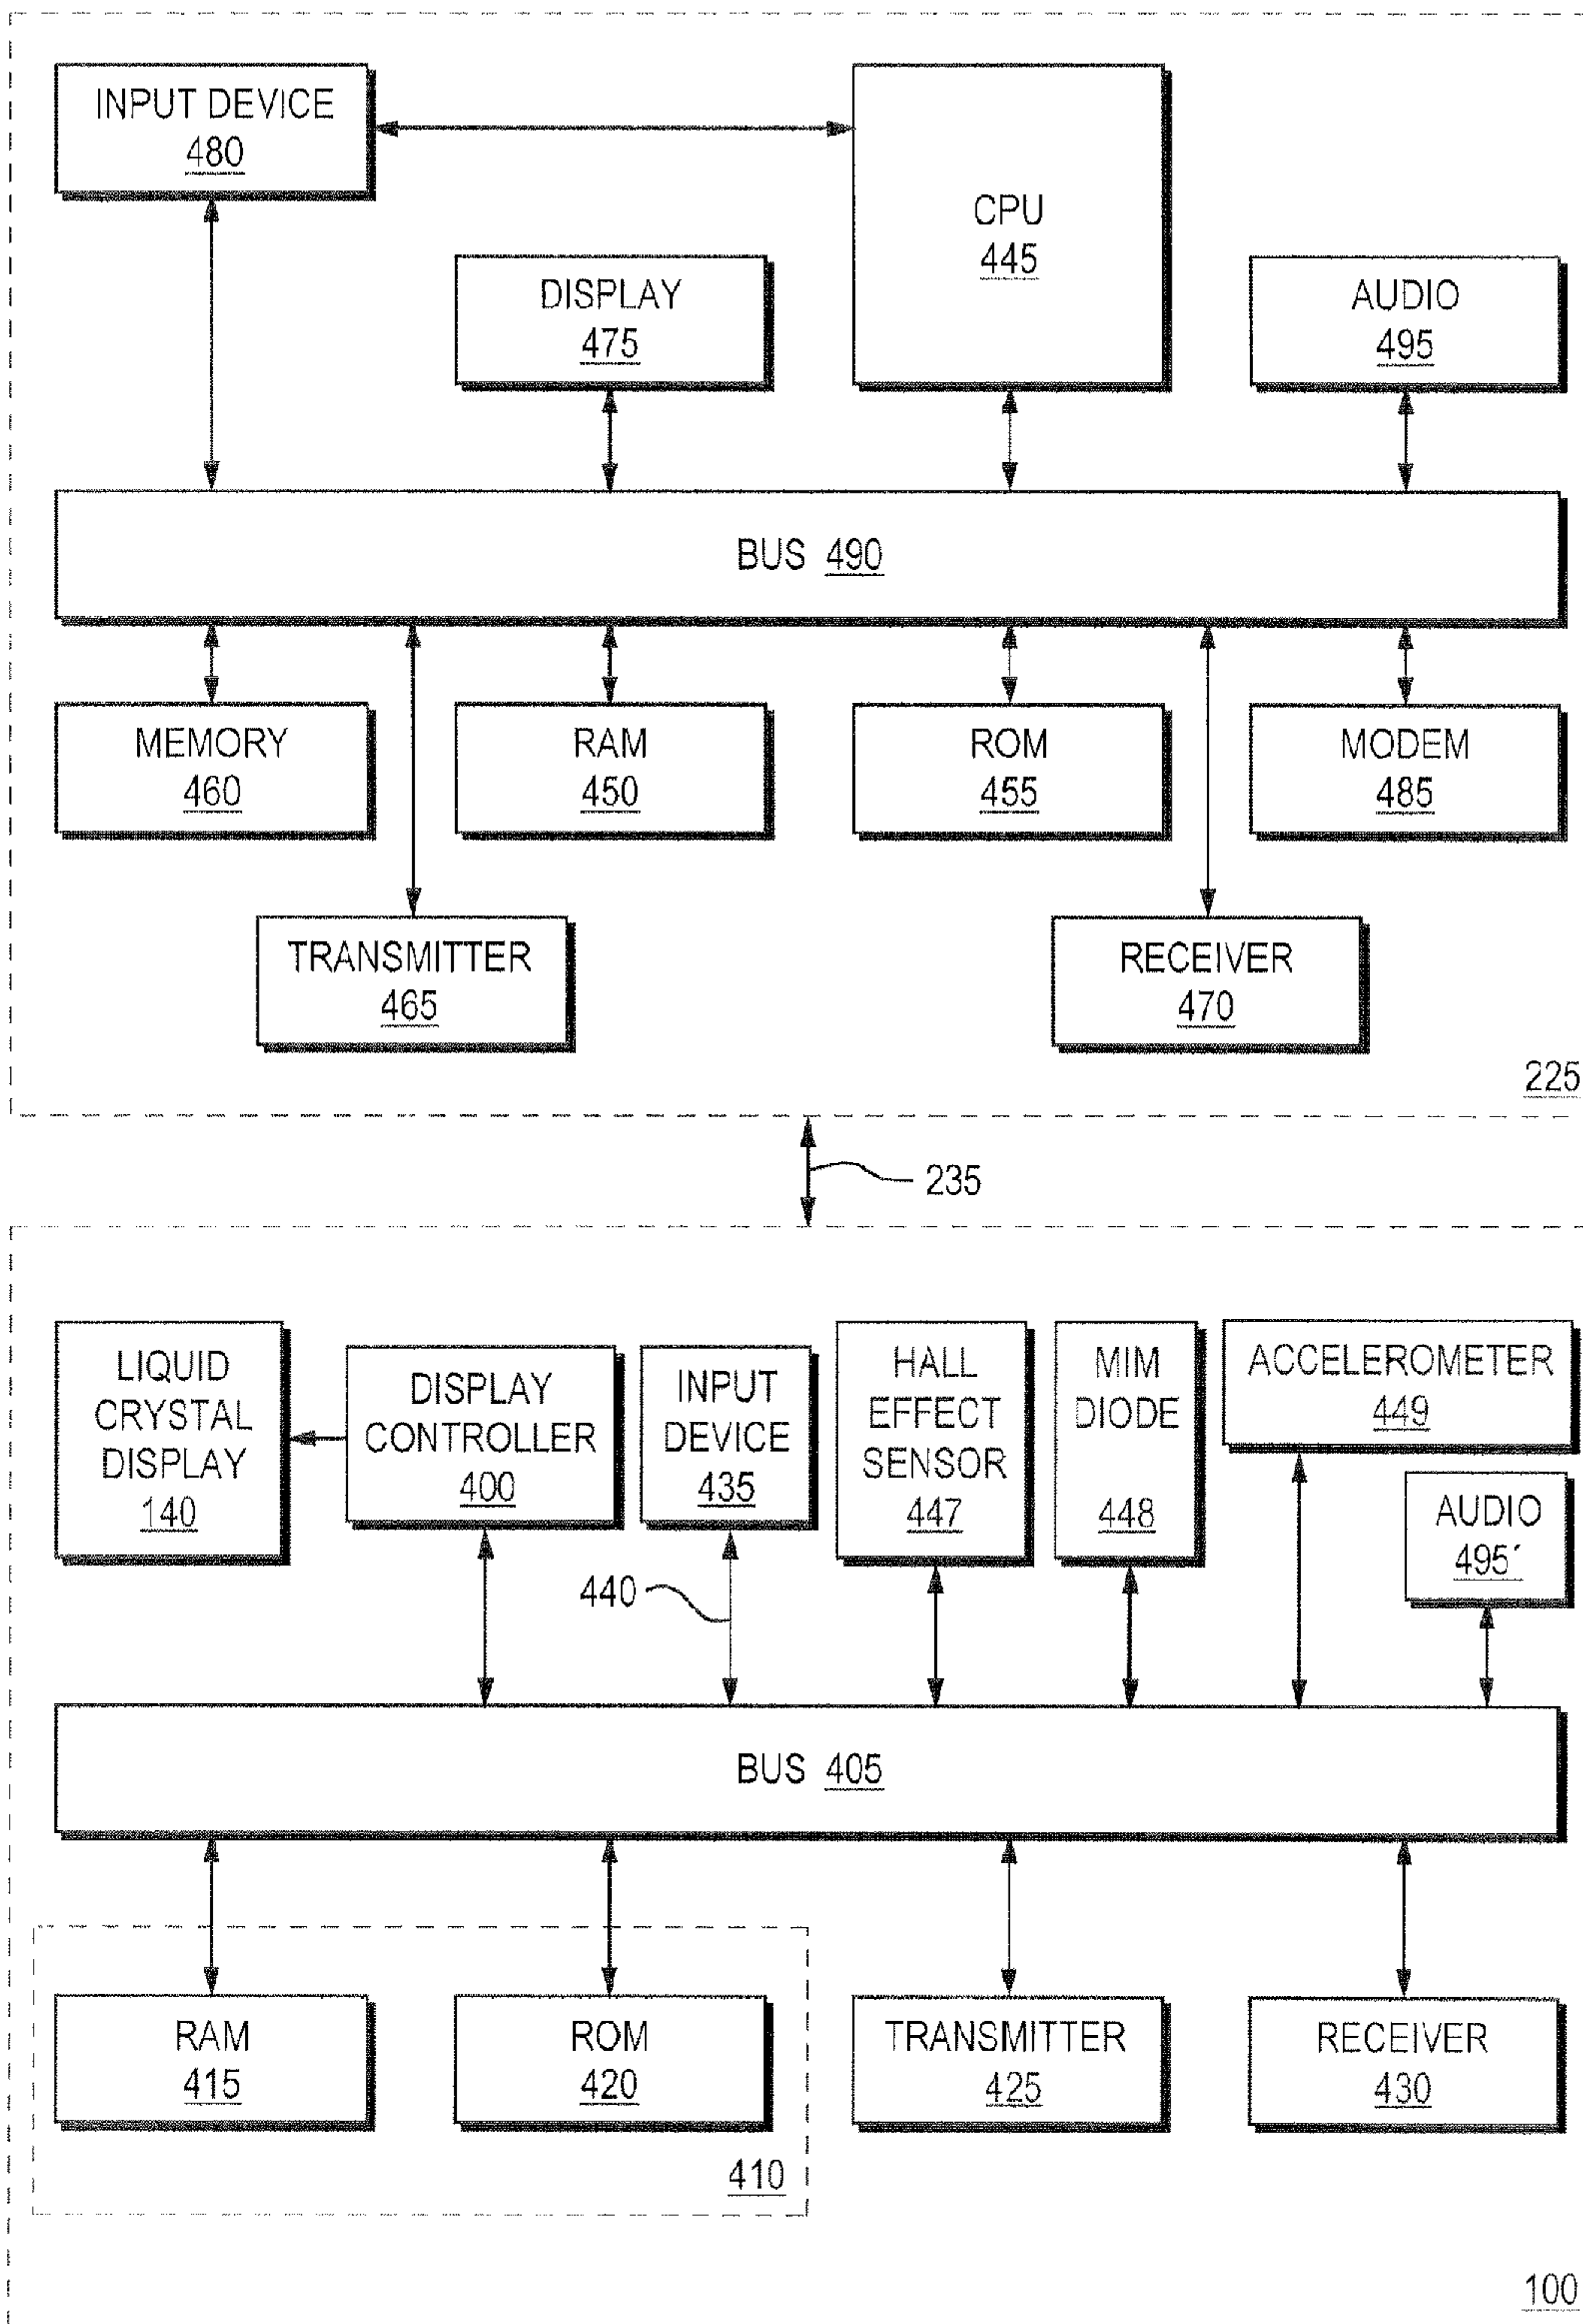 INPUT DEVICE
480
CPU
445
DISPLAY
475
AUDIO
495
BUS 490
MEMORY
460
RAM
450
ROM
455
MODEM
485
TRANSMITTER
465
RECEIVER
470
225
235
LIQUID
CRYSTAL
DISPLAY
140
DISPLAY
CONTROLLER
400
INPUT
DEVICE
435
HALL
EFFECT
SENSOR
447
MIM
DIODE
448
ACCELEROMETER
449
AUDIO
495´
440
BUS 405
RAM
415
ROM
420
TRANSMITTER
425
RECEIVER
430
410
100